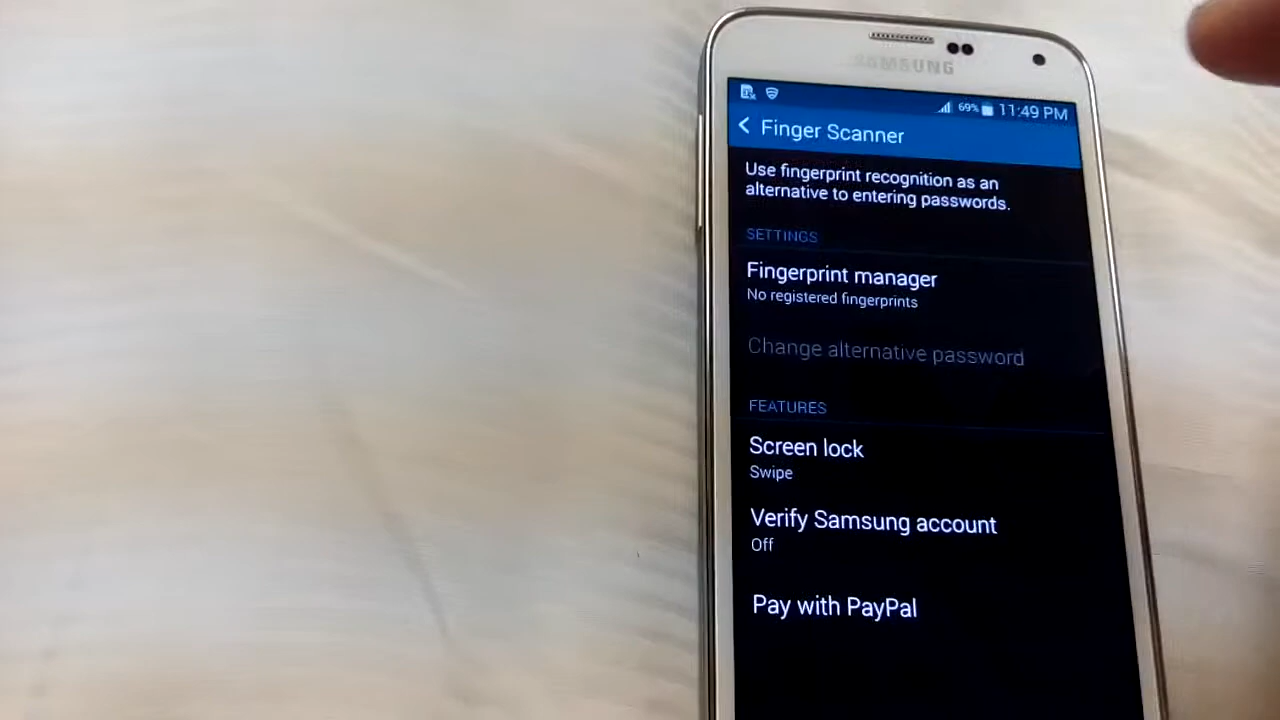 SAMSUNG
69% 11:49 PM
Finger Scanner
Use fingerprint recognition as an
alternative to entering passwords.
SETTINGS
Fingerprint manager
No registered fingerprints
Change alternative password
FEATURES
Screen lock
Swipe
Verify Samsung account
Off
Pay with PayPal